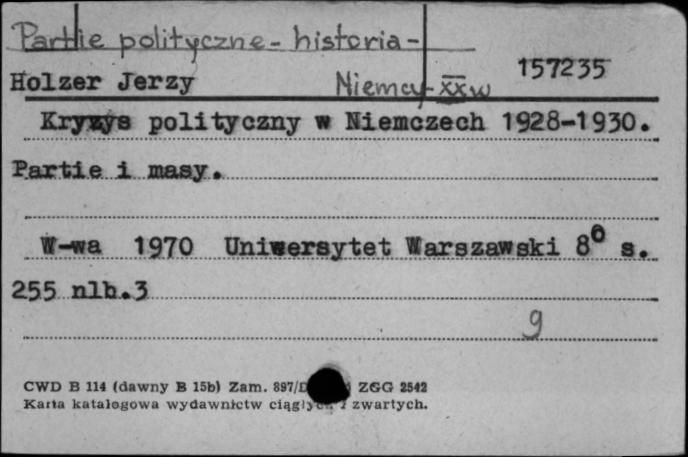 Partie polityczne - historia -
Holzer Jerzy Niemcy - XX w 157235
Kryzys polityczny w Niemczech 1928-1930.
Partie i masy.
W-wa 1970 Uniwersytet Warszawski 8° s.
255 nlb.3
g
CWD B 114 (dawny B 15b) Zam. 897/D ZGG 2542
Karta katalogowa wydawnictw ciągłych i zwartych.